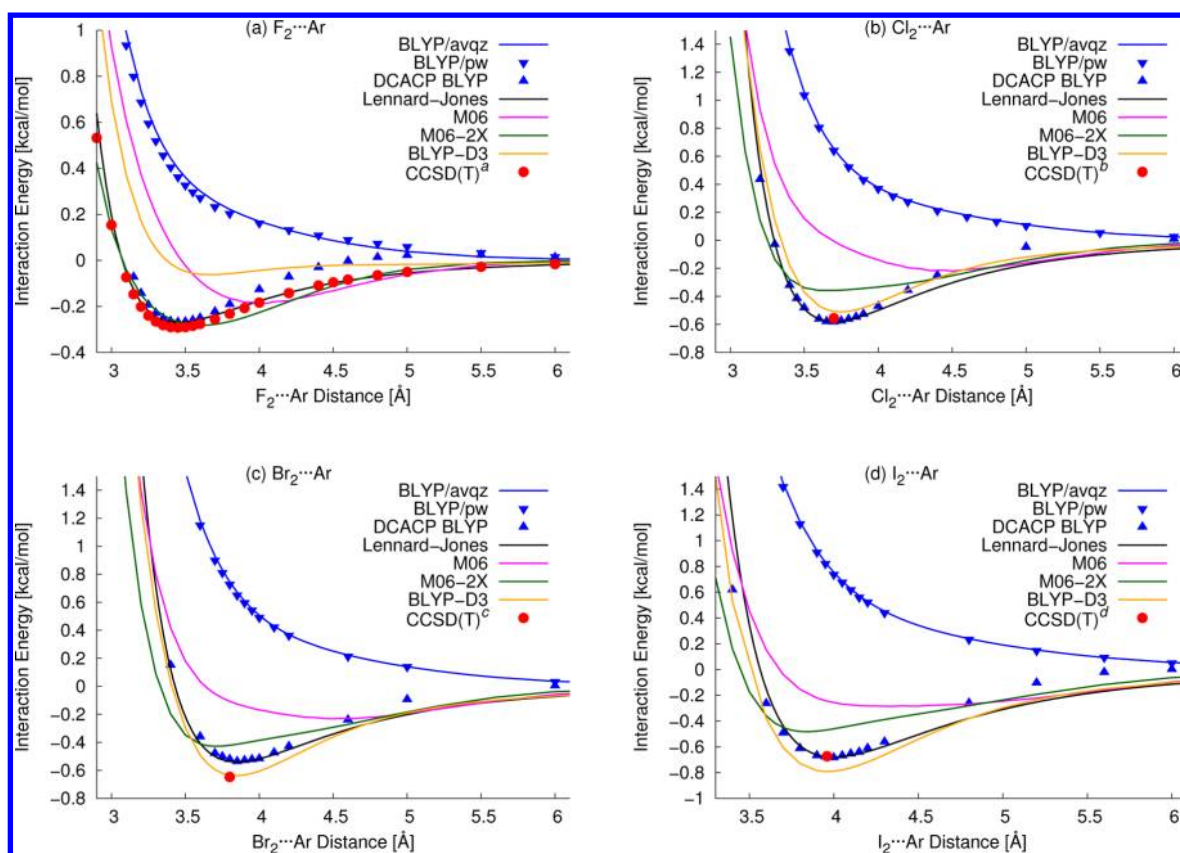 (a) F₂···Ar
BLYP/avqz
BLYP/pw
DCACP BLYP
Lennard−Jones
M06
M06−2X
BLYP−D3
CCSD(T)ᵃ
Interaction Energy [kcal/mol]
1
0.8
0.6
0.4
0.2
0
−0.2
−0.4
3 3.5 4 4.5 5 5.5 6
F₂···Ar Distance [Å]
(b) Cl₂···Ar
BLYP/avqz
BLYP/pw
DCACP BLYP
Lennard−Jones
M06
M06−2X
BLYP−D3
CCSD(T)ᵇ
Interaction Energy [kcal/mol]
1.4
1.2
1
0.8
0.6
0.4
0.2
0
−0.2
−0.4
−0.6
−0.8
3 3.5 4 4.5 5 5.5 6
Cl₂···Ar Distance [Å]
(c) Br₂···Ar
BLYP/avqz
BLYP/pw
DCACP BLYP
Lennard−Jones
M06
M06−2X
BLYP−D3
CCSD(T)ᶜ
Interaction Energy [kcal/mol]
1.4
1.2
1
0.8
0.6
0.4
0.2
0
−0.2
−0.4
−0.6
−0.8
3 3.5 4 4.5 5 5.5 6
Br₂···Ar Distance [Å]
(d) I₂···Ar
BLYP/avqz
BLYP/pw
DCACP BLYP
Lennard−Jones
M06
M06−2X
BLYP−D3
CCSD(T)ᵈ
Interaction Energy [kcal/mol]
1.4
1.2
1
0.8
0.6
0.4
0.2
0
−0.2
−0.4
−0.6
−0.8
−1
3.5 4 4.5 5 5.5 6
I₂···Ar Distance [Å]